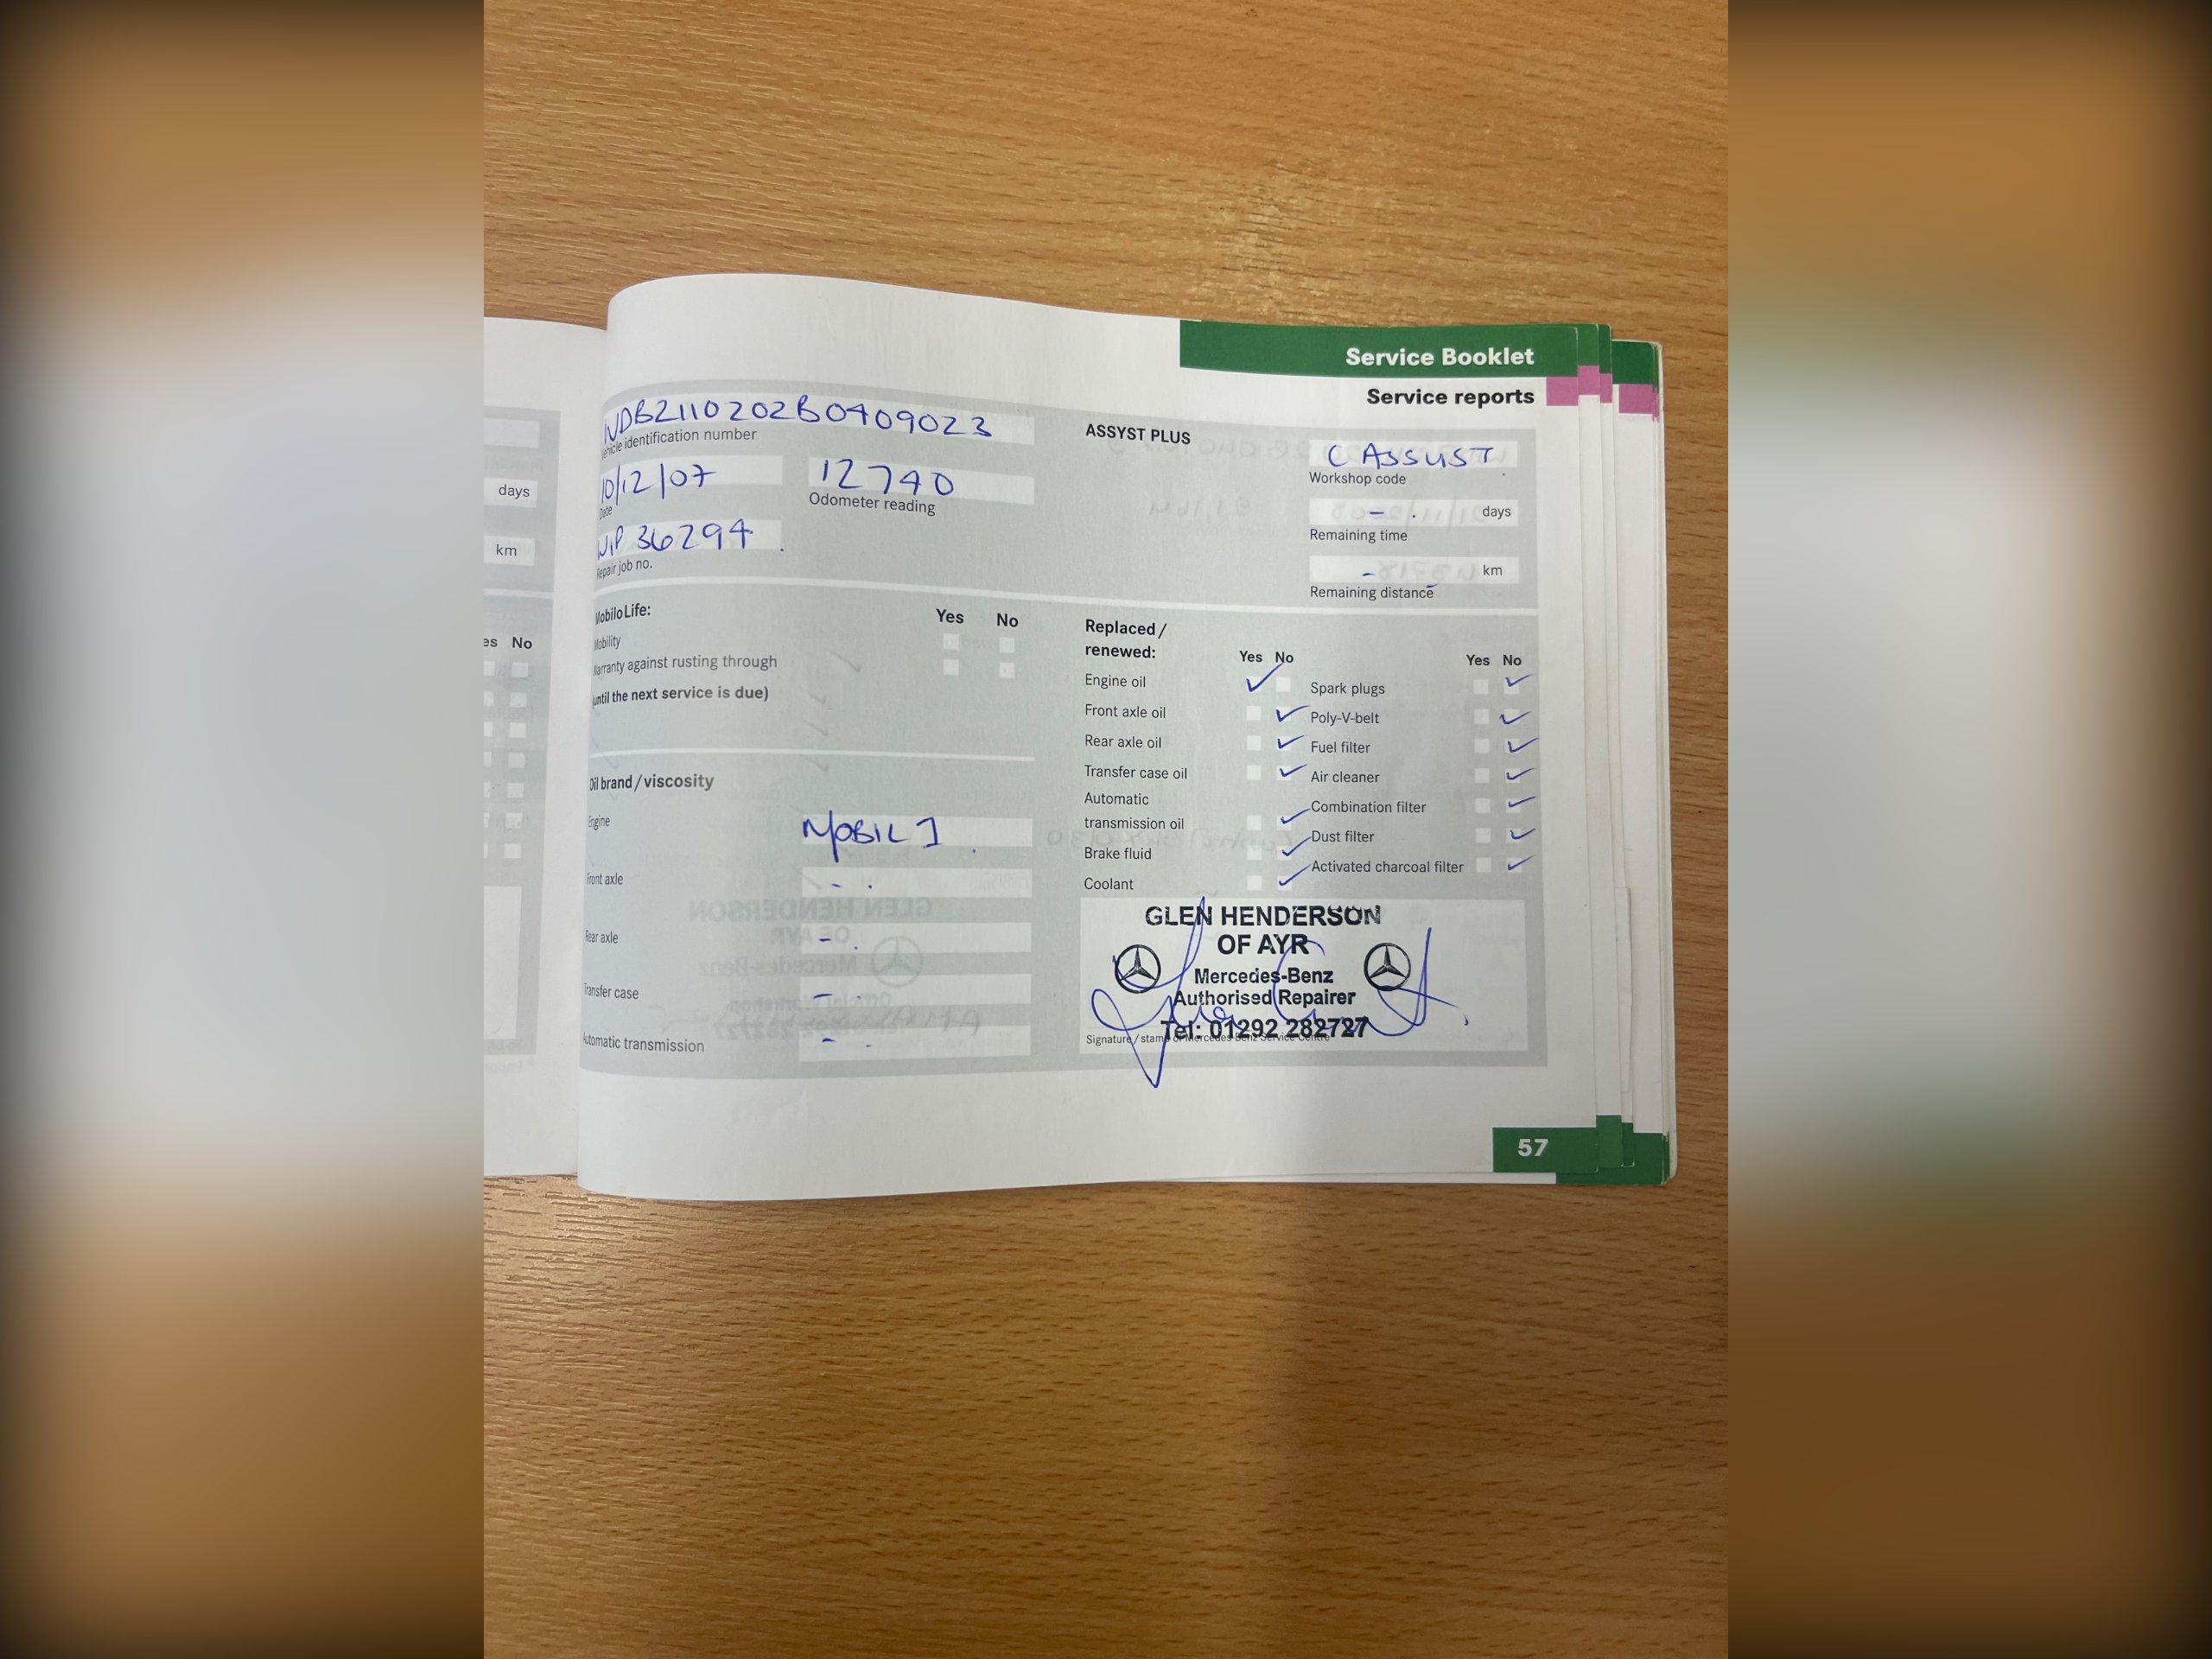 Service Booklet
Service reports
WDB2110202B0409023
Vehicle identification number
10/12/07
Date
12740
Odometer reading
WIP 36294
Repair job no.
ASSYST PLUS
C ASSYST
Workshop code
- . days
Remaining time
- km
Remaining distance
days
km
es No
MobiloLife:
Yes No
Mobility
Warranty against rusting through
(until the next service is due)
Oil brand/viscosity
Engine
MOBIL 1
Front axle
- .
Rear axle
- .
Transfer case
- .
Automatic transmission
- .
Replaced/
renewed:
Yes No
Engine oil
Front axle oil
Rear axle oil
Transfer case oil
Automatic
transmission oil
Brake fluid
Coolant
Yes No
Spark plugs
Poly-V-belt
Fuel filter
Air cleaner
Combination filter
Dust filter
Activated charcoal filter
GLEN HENDERSON
OF AYR
Mercedes-Benz
Authorised Repairer
Tel: 01292 282727
Signature/stamp of Mercedes-Benz Service Centre
57